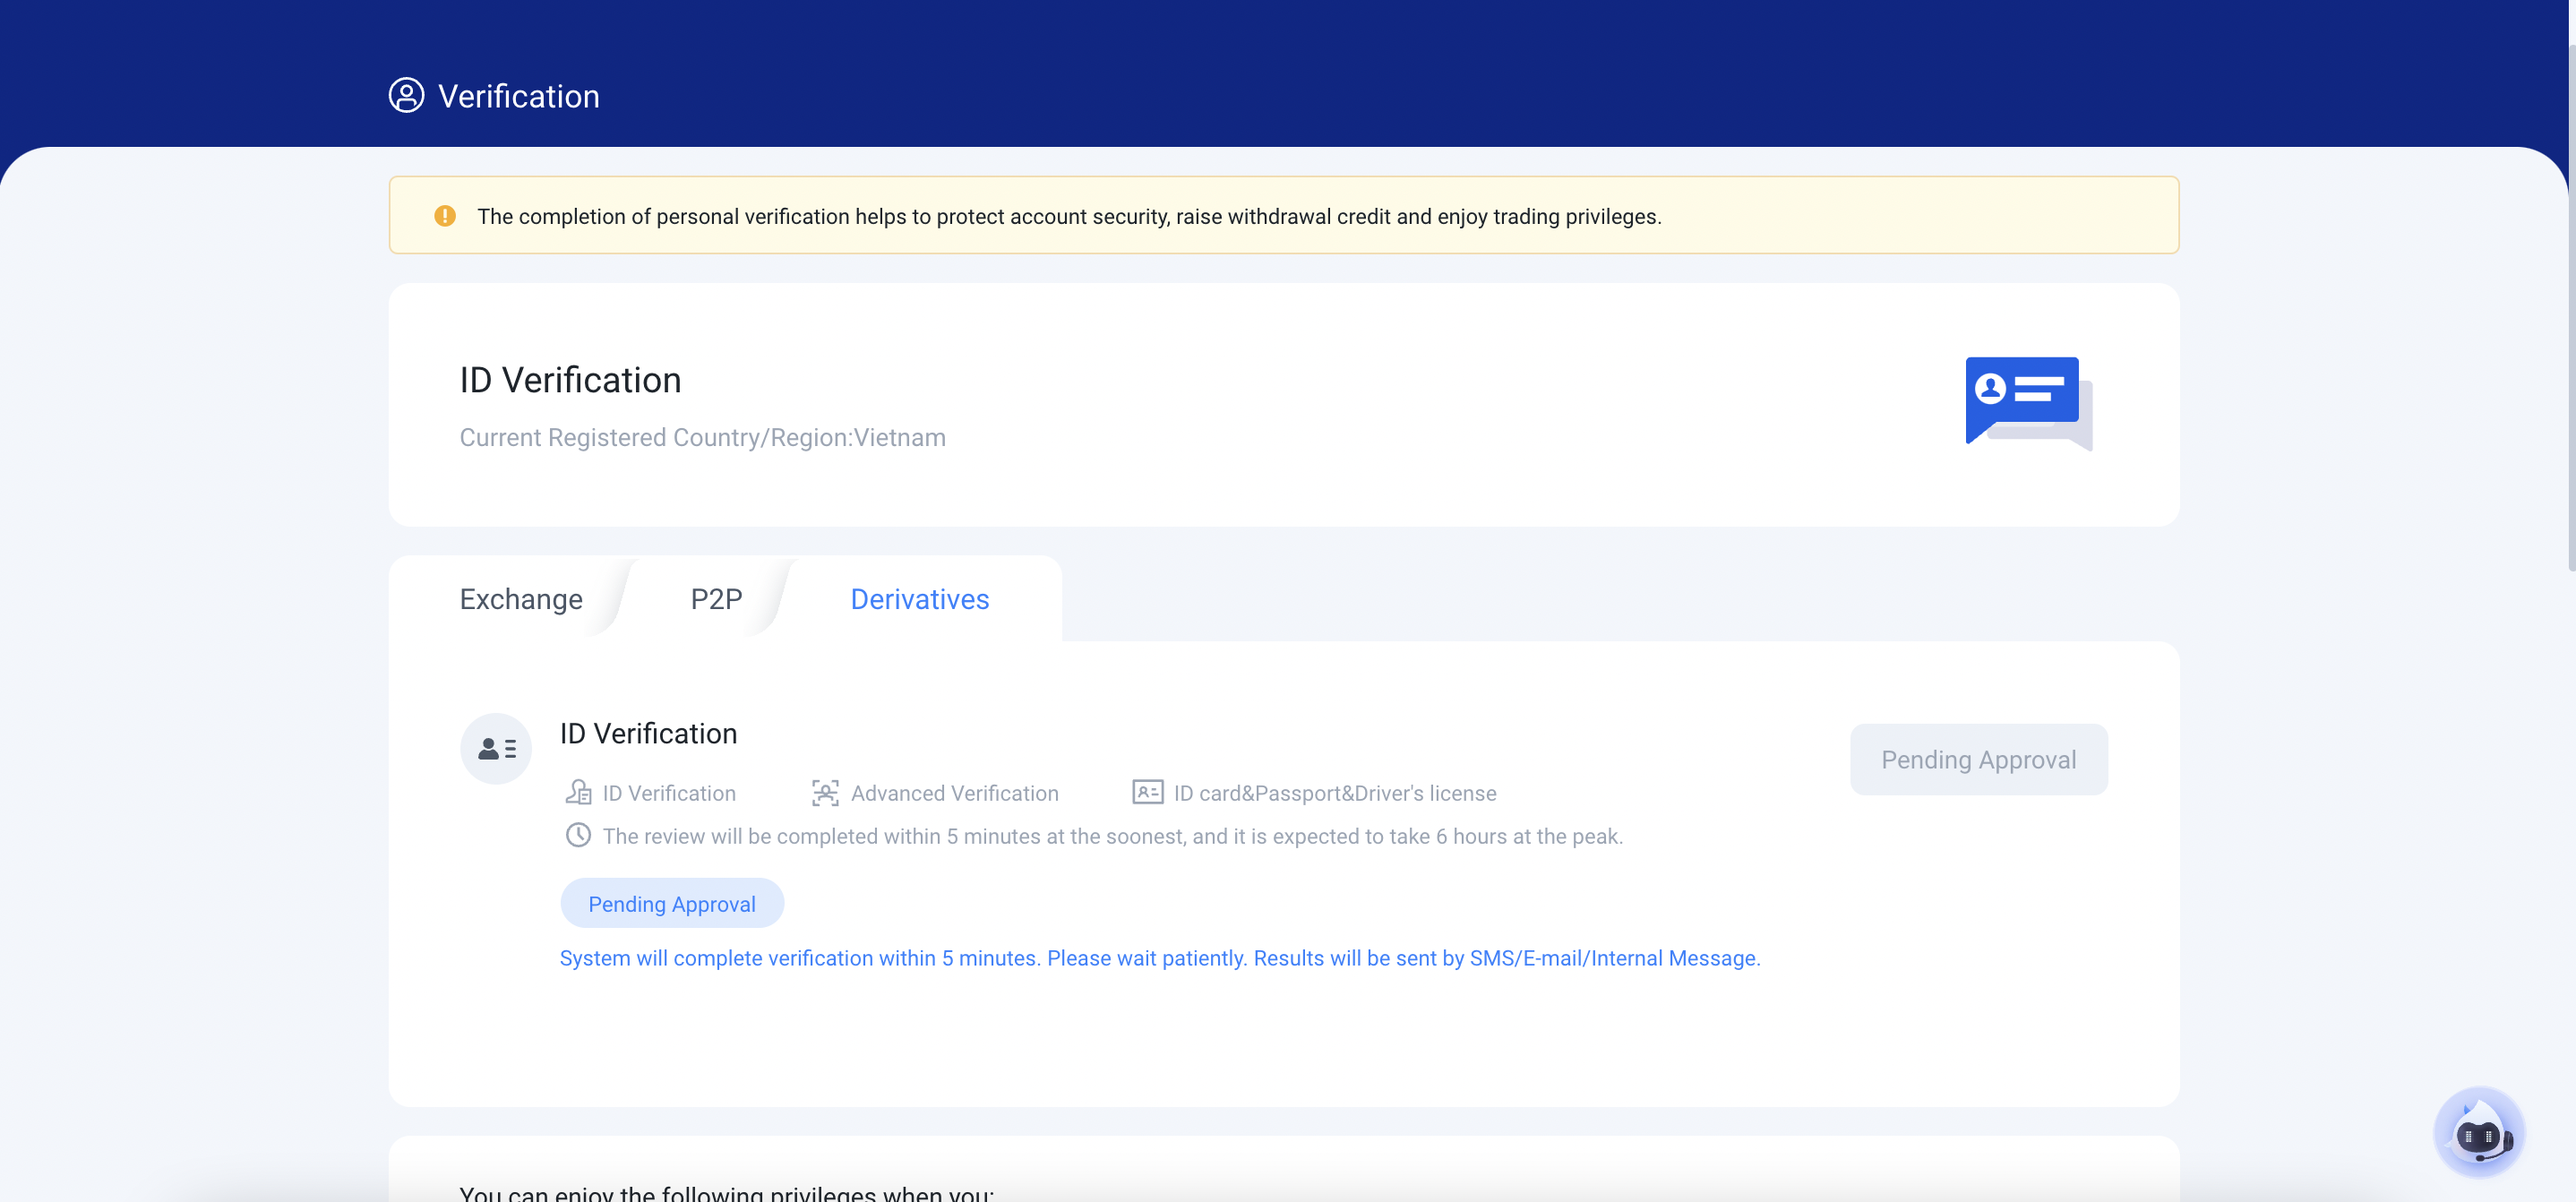 Verification
The completion of personal verification helps to protect account security, raise withdrawal credit and enjoy trading privileges.
ID Verification
Current Registered Country/Region:Vietnam
Exchange
P2P
Derivatives
ID Verification
Pending Approval
ID Verification
Advanced Verification
ID card&Passport&Driver's license
The review will be completed within 5 minutes at the soonest, and it is expected to take 6 hours at the peak.
Pending Approval
System will complete verification within 5 minutes. Please wait patiently. Results will be sent by SMS/E-mail/Internal Message.
You can enjoy the following privileges when you: